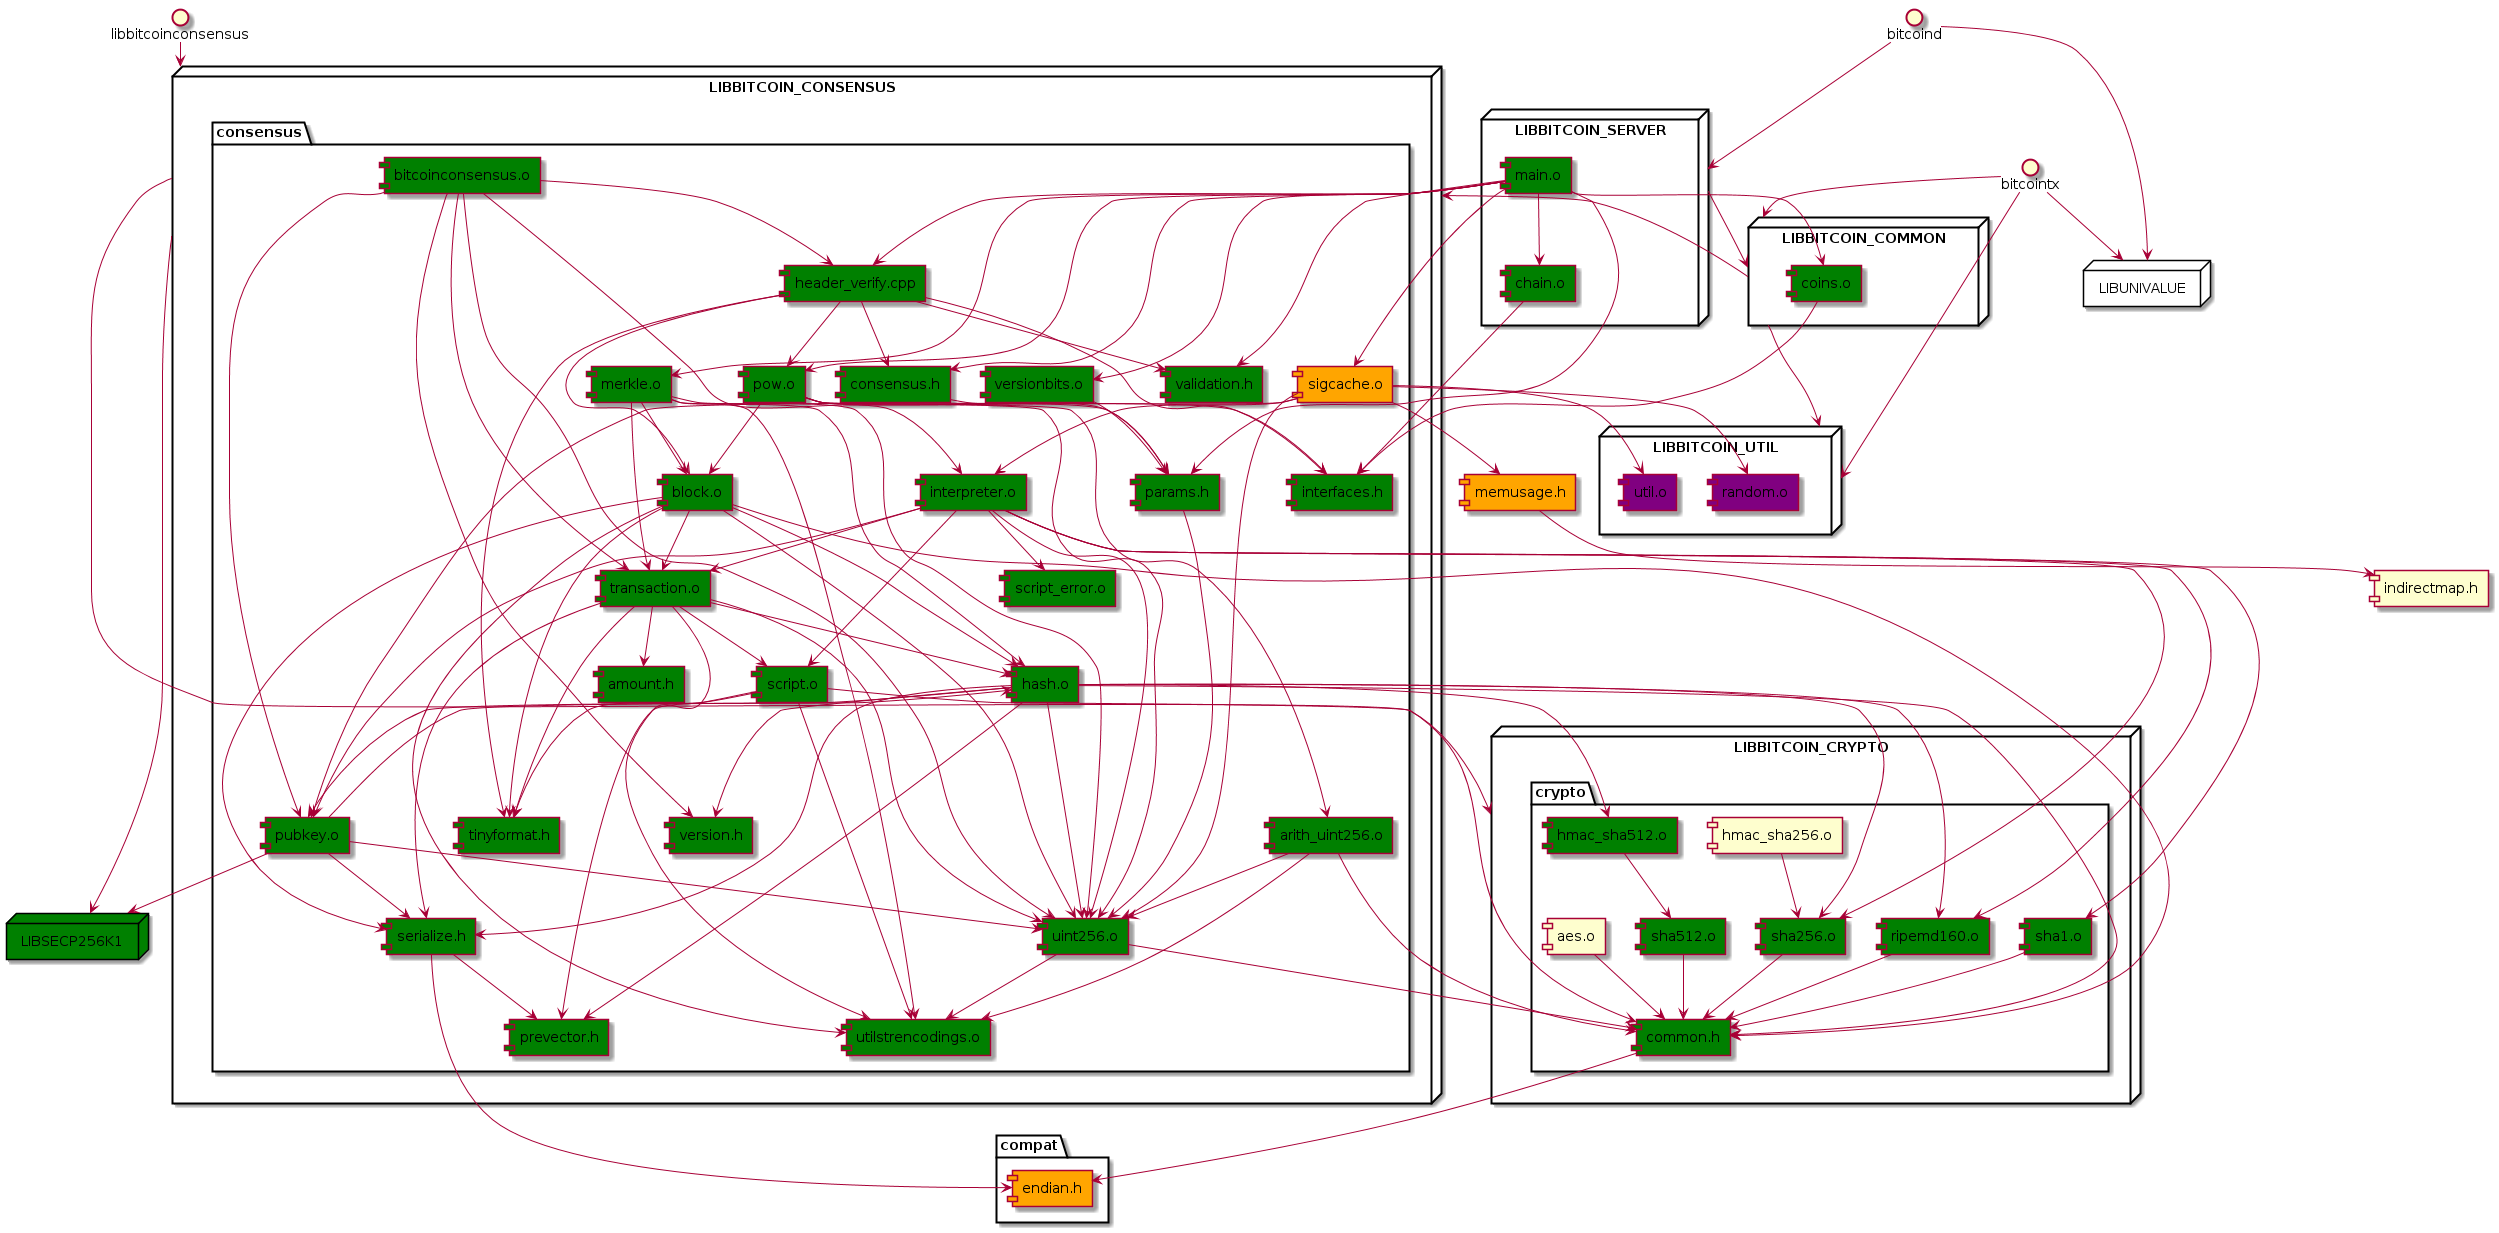 libbitcoinconsensus
bitcoind
LIBBITCOIN_CONSENSUS
LIBBITCOIN_SERVER
consensus
bitcoinconsensus.o
main.o
bitcointx
LIBBITCOIN_COMMON
header_verify.cpp
chain.o
coins.o
LIBUNIVALUE
merkle.o
pow.o
consensus.h
versionbits.o
validation.h
sigcache.o
LIBBITCOIN_UTIL
block.o
interpreter.o
params.h
interfaces.h
memusage.h
util.o
random.o
transaction.o
script_error.o
indirectmap.h
amount.h
script.o
hash.o
LIBBITCOIN_CRYPTO
crypto
pubkey.o
tinyformat.h
version.h
arith_uint256.o
hmac_sha512.o
hmac_sha256.o
LIBSECP256K1
serialize.h
uint256.o
aes.o
sha512.o
sha256.o
ripemd160.o
sha1.o
prevector.h
utilstrencodings.o
common.h
compat
endian.h